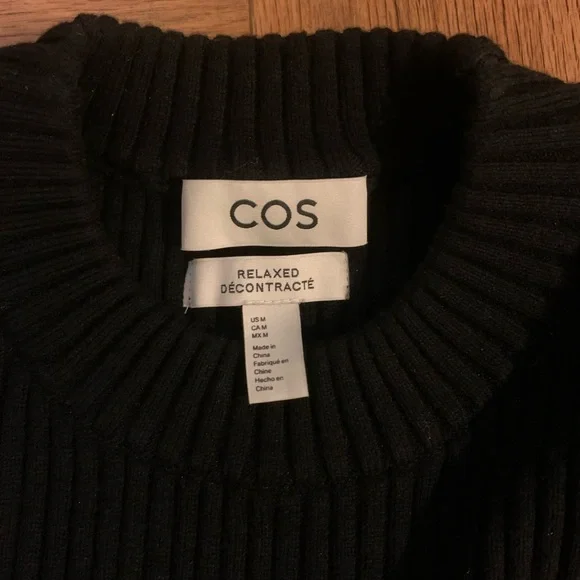 COS
RELAXED
DÉCONTRACTÉ
US M
CA M
MX M
Made in
China
Fabriqué en
Chine
Hecho en
China